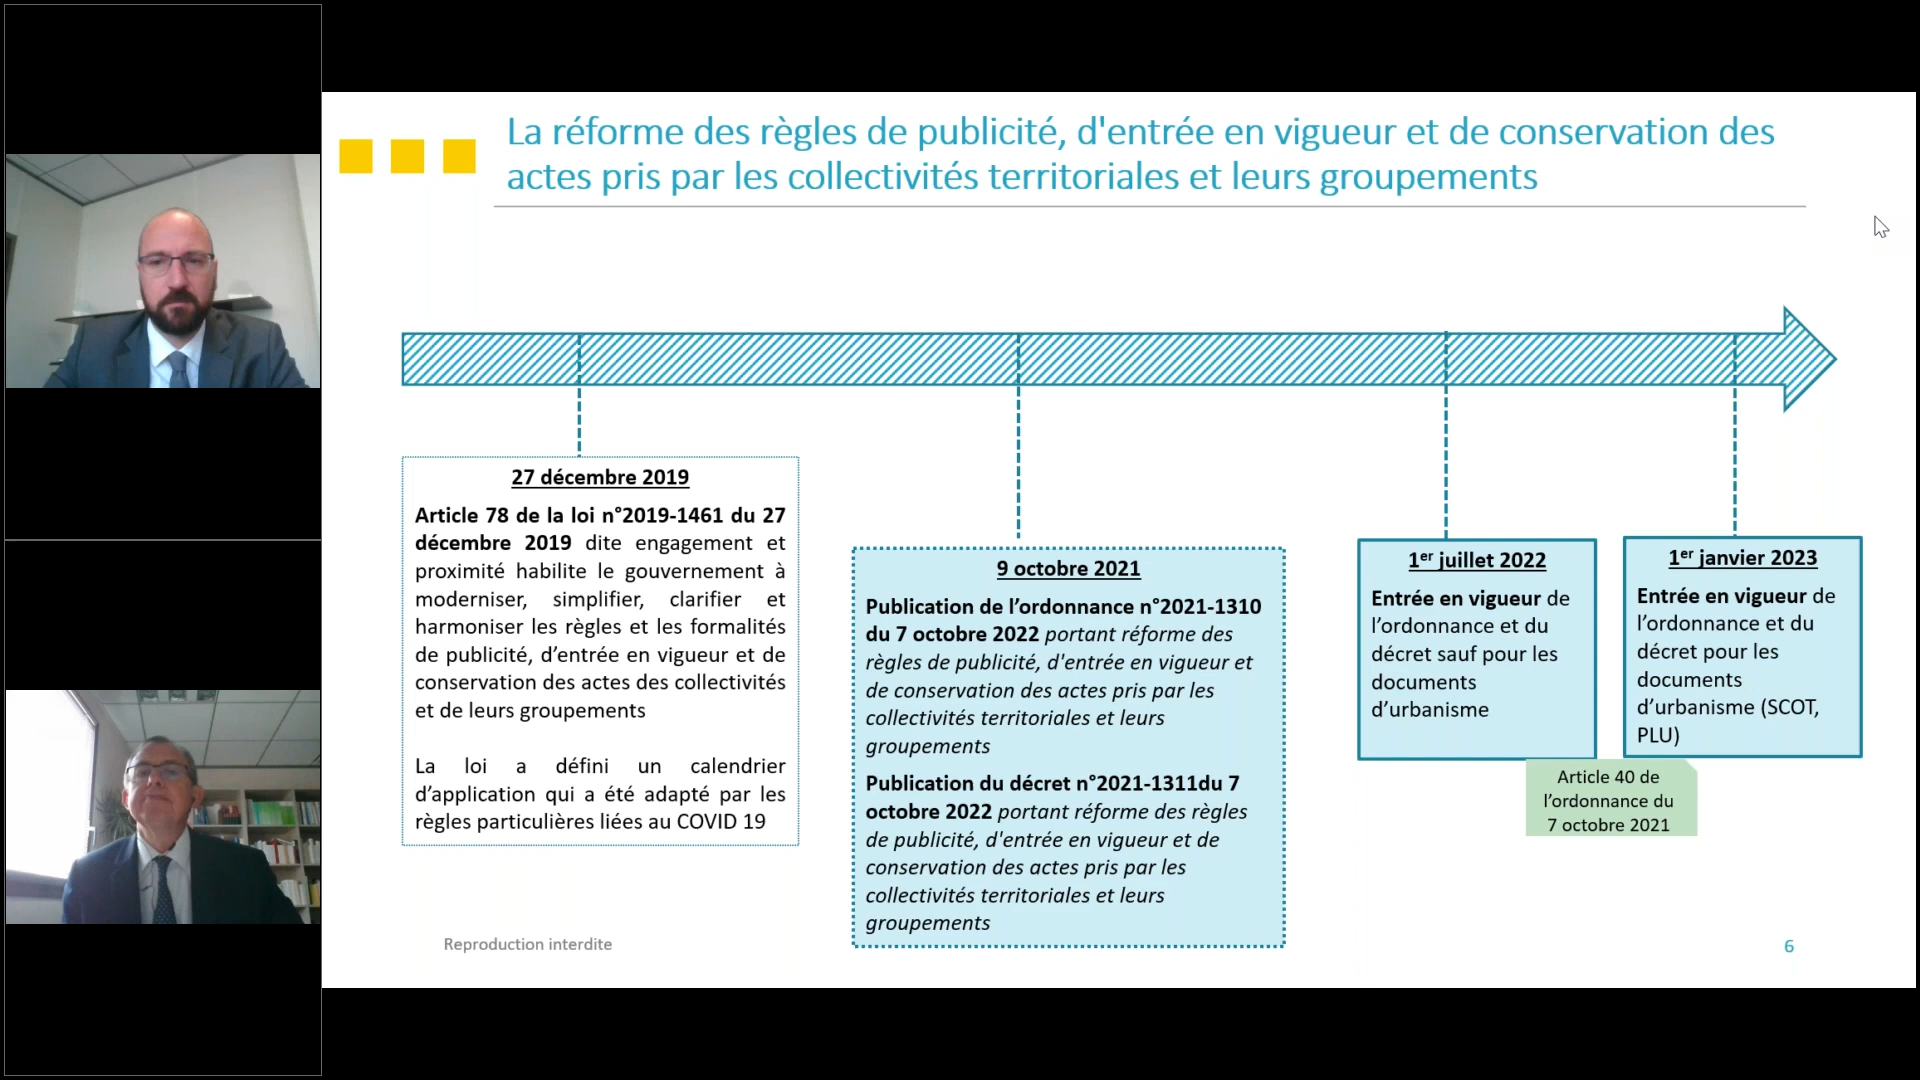 La réforme des règles de publicité, d'entrée en vigueur et de conservation des
actes pris par les collectivités territoriales et leurs groupements
27 décembre 2019
Article 78 de la loi n°2019-1461 du 27
décembre 2019 dite engagement et
proximité habilite le gouvernement à
moderniser, simplifier, clarifier et
harmoniser les règles et les formalités
de publicité, d’entrée en vigueur et de
conservation des actes des collectivités
et de leurs groupements
La loi a défini un calendrier
d’application qui a été adapté par les
règles particulières liées au COVID 19
9 octobre 2021
Publication de l’ordonnance n°2021-1310
du 7 octobre 2022 portant réforme des
règles de publicité, d'entrée en vigueur et
de conservation des actes pris par les
collectivités territoriales et leurs
groupements
Publication du décret n°2021-1311du 7
octobre 2022 portant réforme des règles
de publicité, d'entrée en vigueur et de
conservation des actes pris par les
collectivités territoriales et leurs
groupements
1er juillet 2022
Entrée en vigueur de
l’ordonnance et du
décret sauf pour les
documents
d’urbanisme
1er janvier 2023
Entrée en vigueur de
l’ordonnance et du
décret pour les
documents
d’urbanisme (SCOT,
PLU)
Article 40 de
l’ordonnance du
7 octobre 2021
Reproduction interdite
6